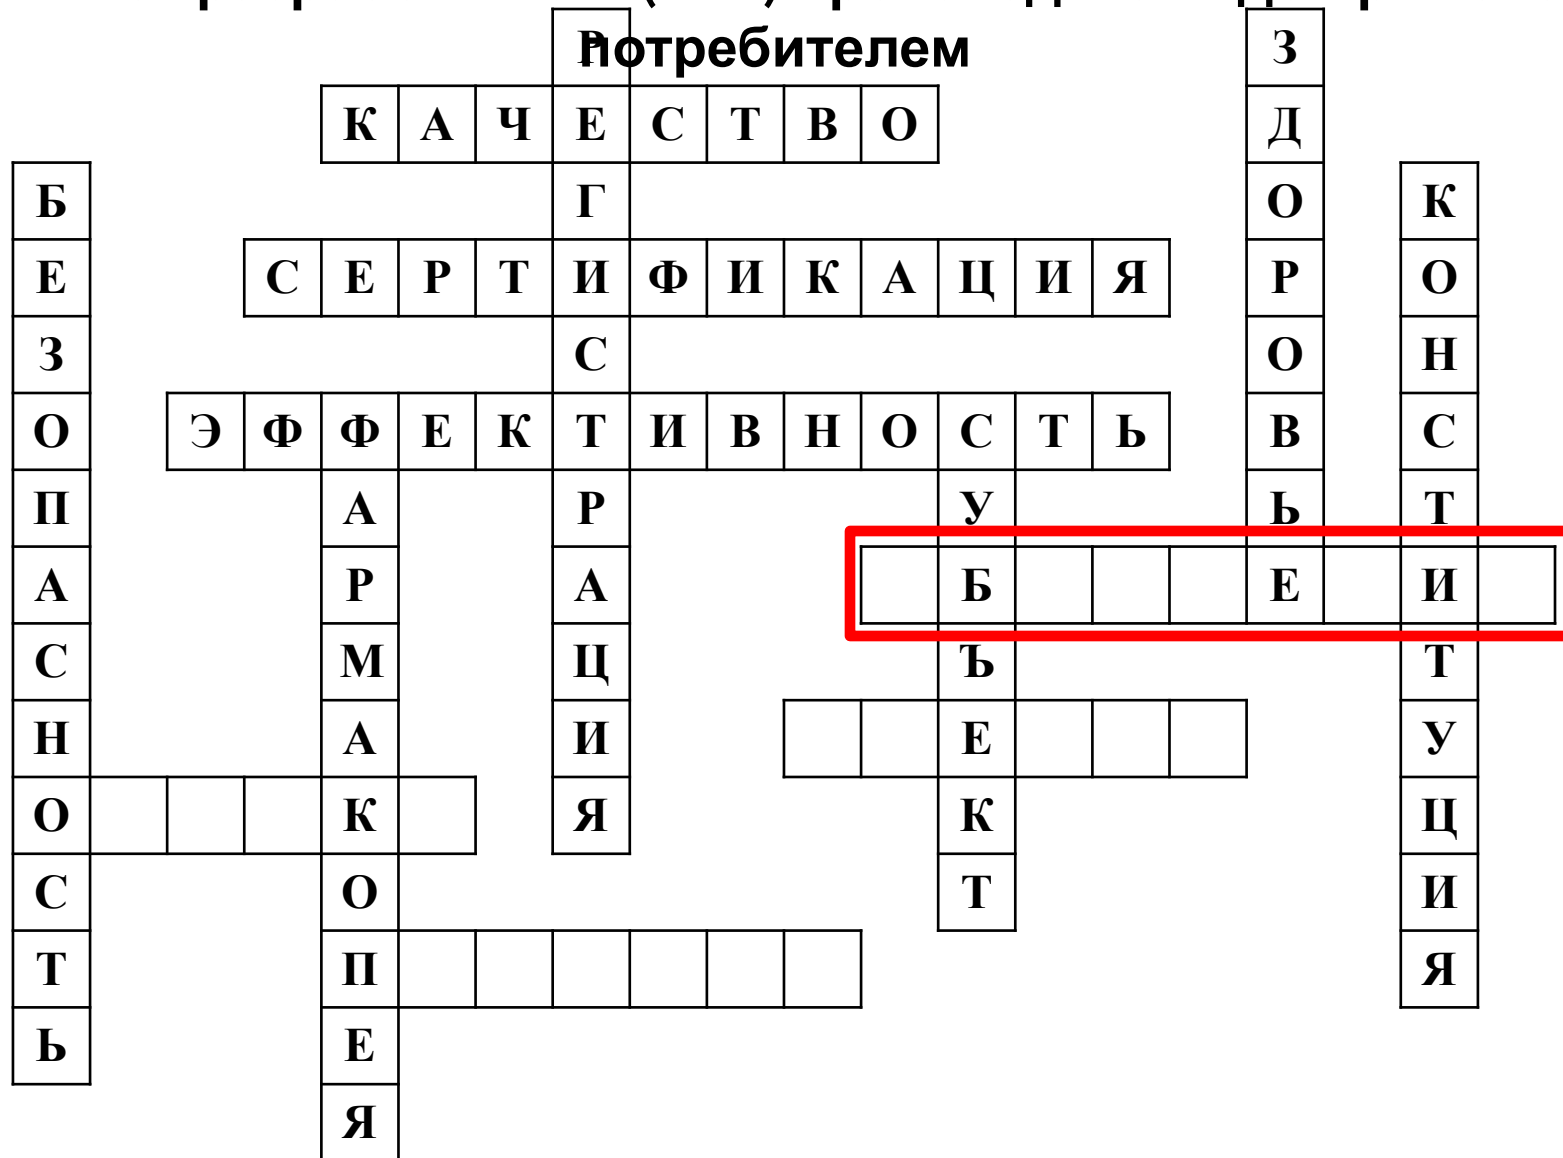 потребителем
КАЧЕСТВО
СЕРТИФИКАЦИЯ
ЭФФЕКТИВНОСТЬ
БЕЗОПАСНОСТЬ
ФАРМАКОПЕЯ
РЕГИСТРАЦИЯ
СУБЪЕКТ
ЗДОРОВЬЕ
КОНСТИТУЦИЯ